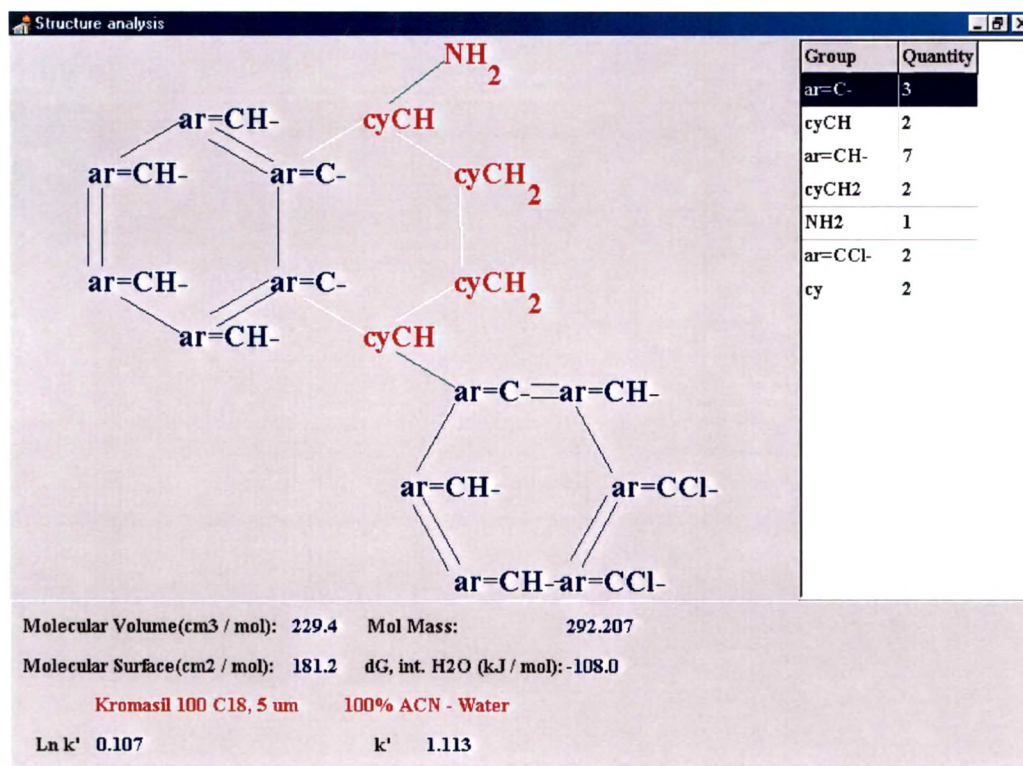 Structure analysis
NH2
ar=CH- cyCH
ar=CH- ar=C- cyCH2
ar=CH- ar=C- cyCH2
ar=CH- cyCH
ar=C- ar=CH-
ar=CH- ar=CCl-
ar=CH- ar=CCl-
Group Quantity
ar=C- 3
cyCH 2
ar=CH- 7
cyCH2 2
NH2 1
ar=CCl- 2
cy 2
Molecular Volume(cm3 / mol): 229.4 Mol Mass: 292.207
Molecular Surface(cm2 / mol): 181.2 dG, int. H2O (kJ / mol): -108.0
Kromasil 100 C18, 5 um 100% ACN - Water
Ln k' 0.107 k' 1.113